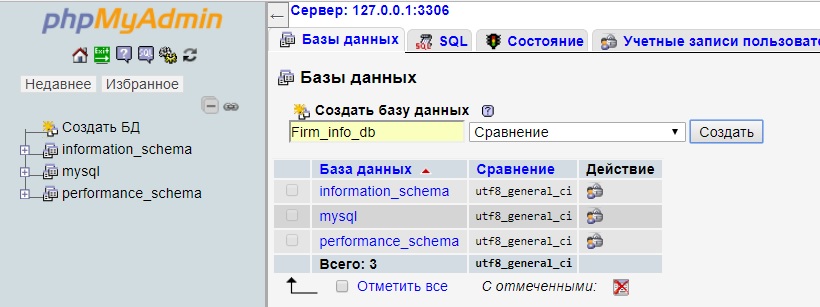 phpMyAdmin
Недавнее Избранное
Создать БД
information_schema
mysql
performance_schema
Сервер: 127.0.0.1:3306
Базы данных SQL Состояние Учетные записи пользоват
Базы данных
Создать базу данных
Firm_info_db Сравнение Создать
База данных Сравнение Действие
information_schema utf8_general_ci
mysql utf8_general_ci
performance_schema utf8_general_ci
Всего: 3 utf8_general_ci
Отметить все С отмеченными: